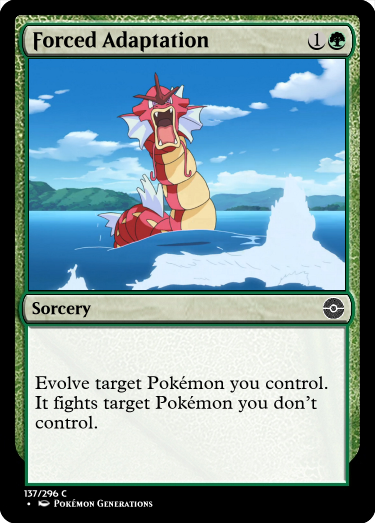 Forced Adaptation 1
Sorcery
Evolve target Pokémon you control.
It fights target Pokémon you don't
control.
137/296 C
• Pokémon Generations